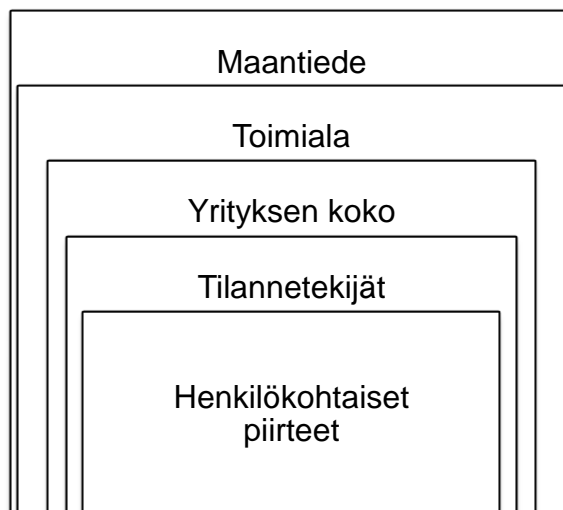 Maantiede
Toimiala
Yrityksen koko
Tilannetekijät
Henkilökohtaiset
piirteet